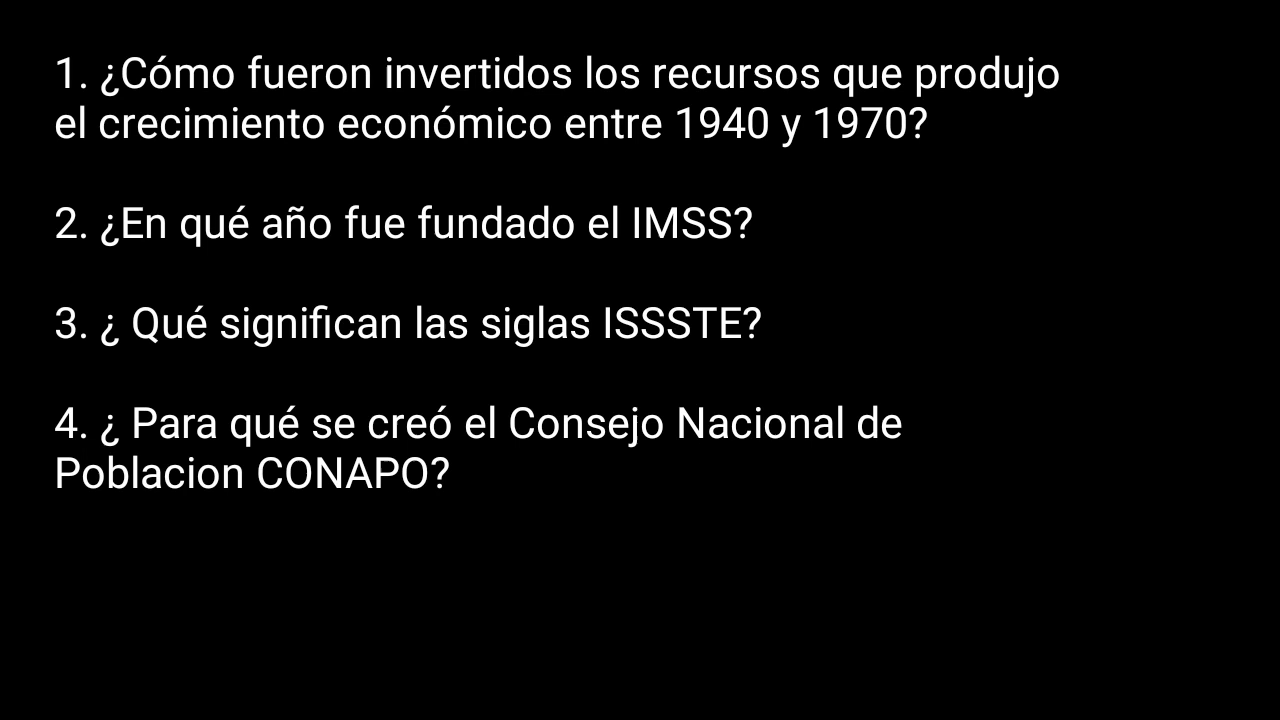 1. ¿Cómo fueron invertidos los recursos que produjo
el crecimiento económico entre 1940 y 1970?
2. ¿En qué año fue fundado el IMSS?
3. ¿ Qué significan las siglas ISSSTE?
4. ¿ Para qué se creó el Consejo Nacional de
Poblacion CONAPO?